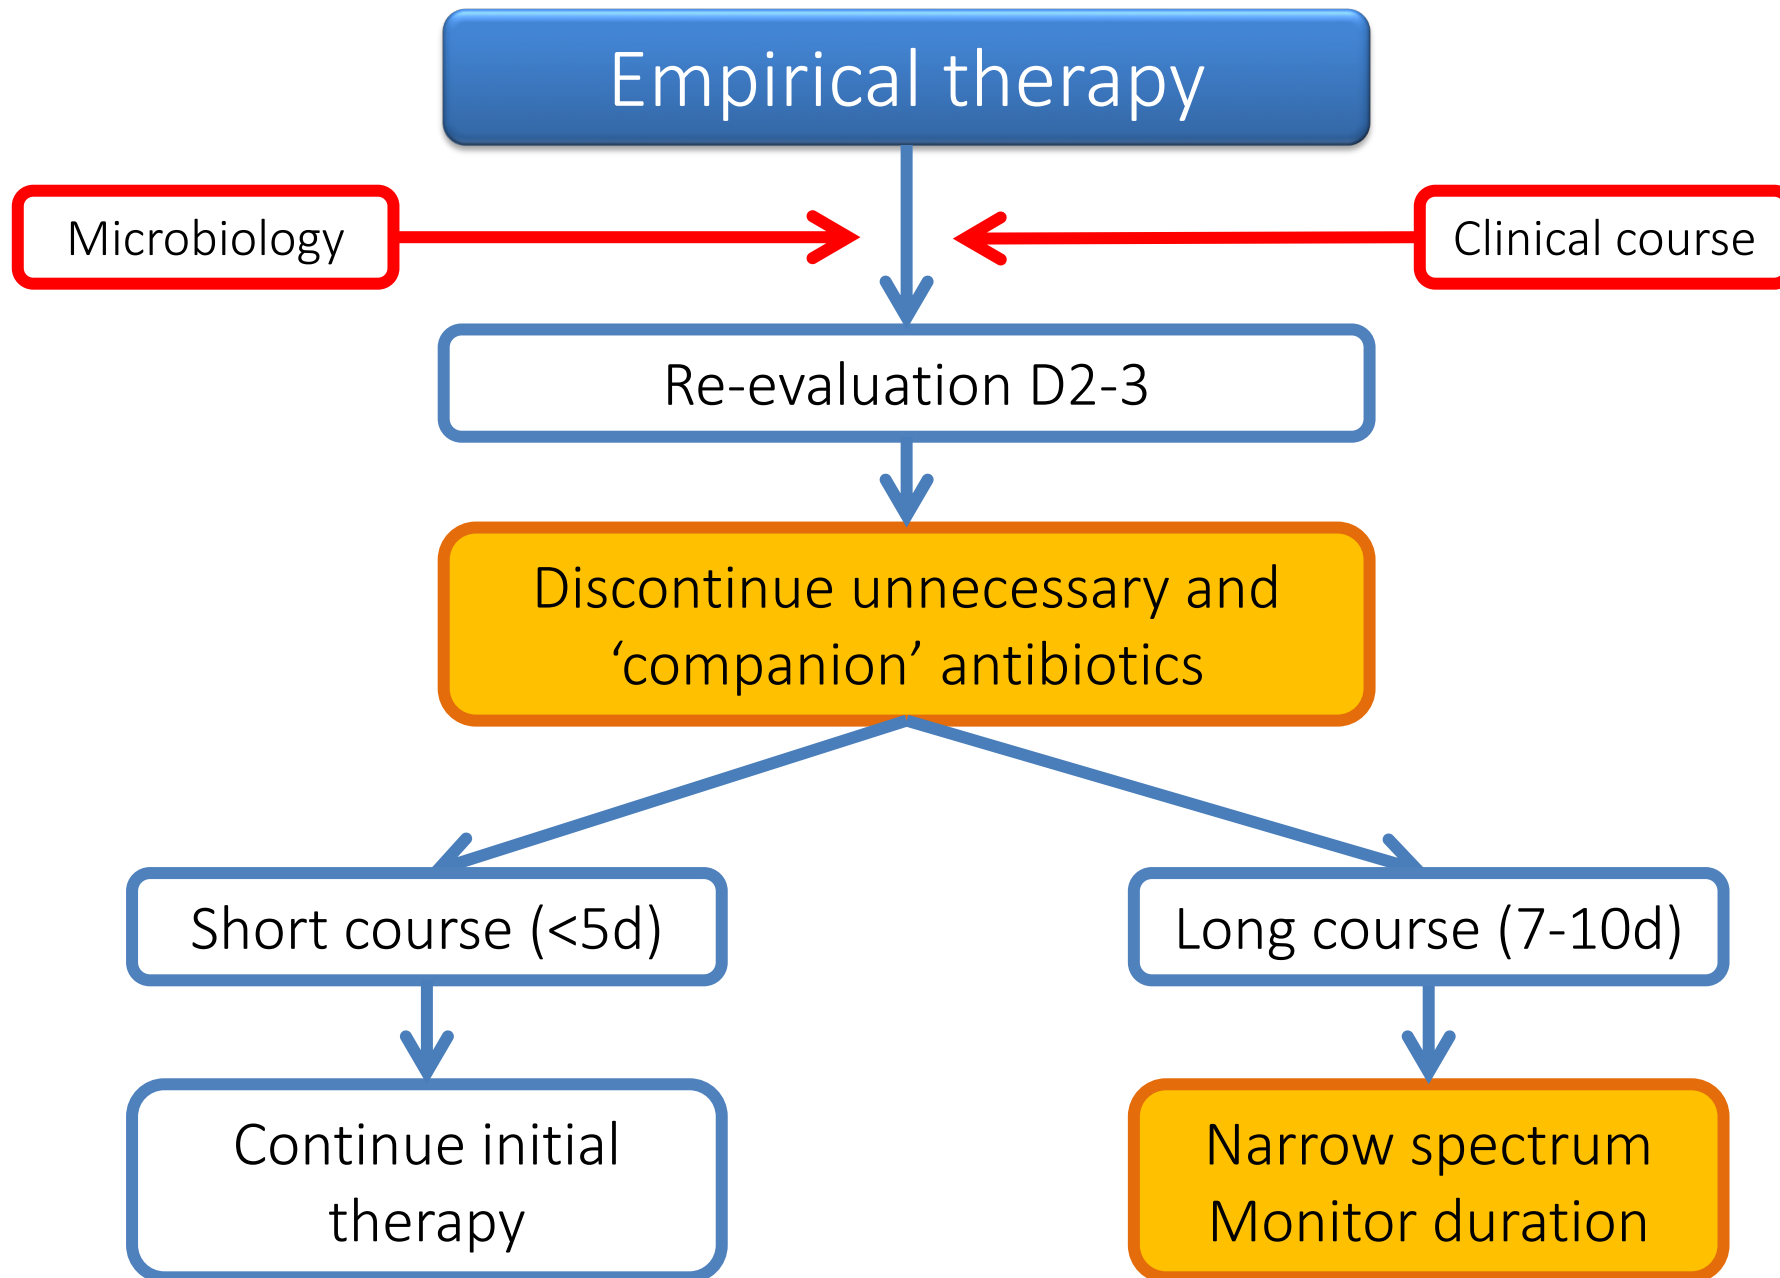 Empirical therapy
Microbiology
Clinical course
Re-evaluation D2-3
Discontinue unnecessary and
‘companion’ antibiotics
Short course (<5d)
Long course (7-10d)
Continue initial
therapy
Narrow spectrum
Monitor duration